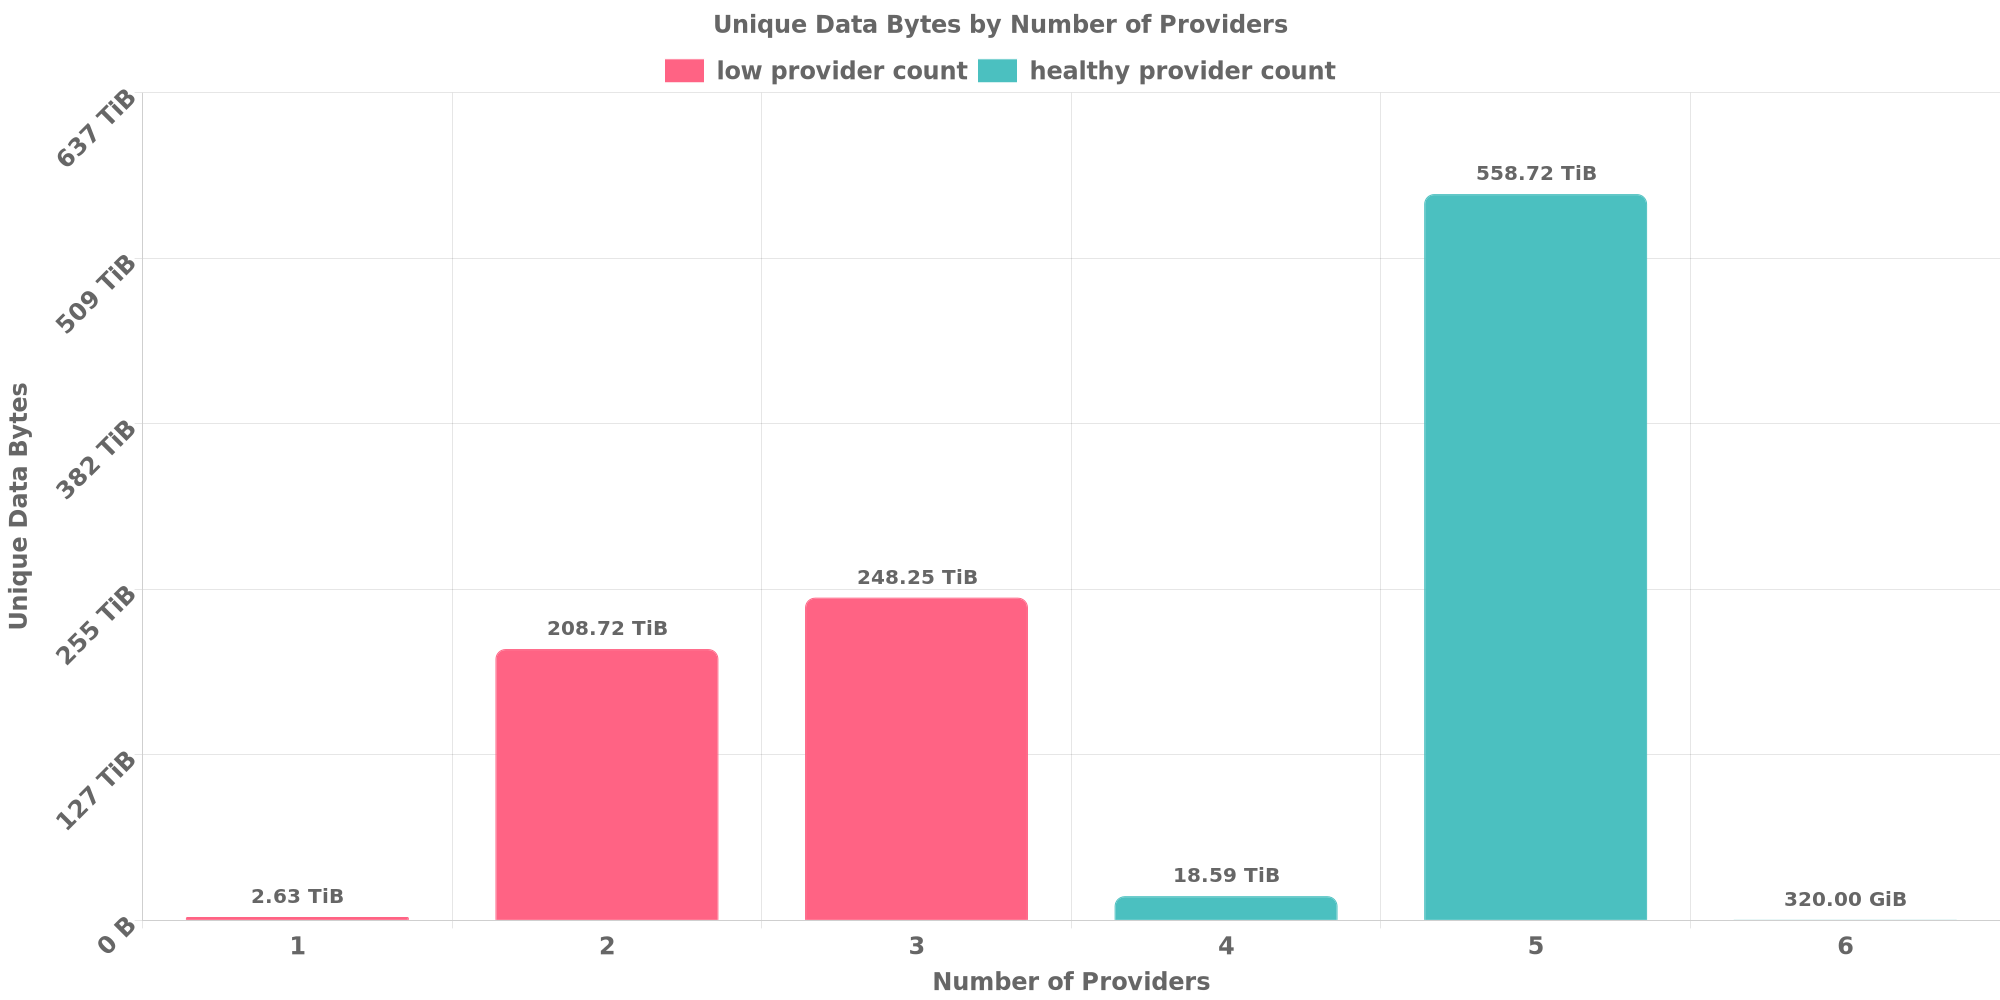 Unique Data Bytes by Number of Providers
low provider count healthy provider count
637 TiB
509 TiB
382 TiB
255 TiB
127 TiB
0 B
Unique Data Bytes
2.63 TiB
208.72 TiB
248.25 TiB
18.59 TiB
558.72 TiB
320.00 GiB
1 2 3 4 5 6
Number of Providers